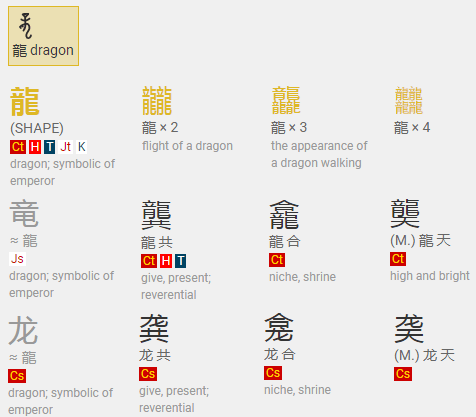 龍 dragon
龍 龖 龘 𪚥
(SHAPE) 龍 × 2 龍 × 3 龍 × 4
Ct H T Jt K flight of a dragon the appearance of
dragon; symbolic of a dragon walking
emperor
竜 龔 龕 龑
≈ 龍 龍 共 龍 合 (M.) 龍 天
Js Ct H T Ct Ct
dragon; symbolic of give, present; niche, shrine high and bright
emperor reverential
龙 龚 龛 䶮
≈ 龍 龙 共 龙 合 (M.) 龙 天
Cs Cs Cs Cs
dragon; symbolic of give, present; niche, shrine
emperor reverential